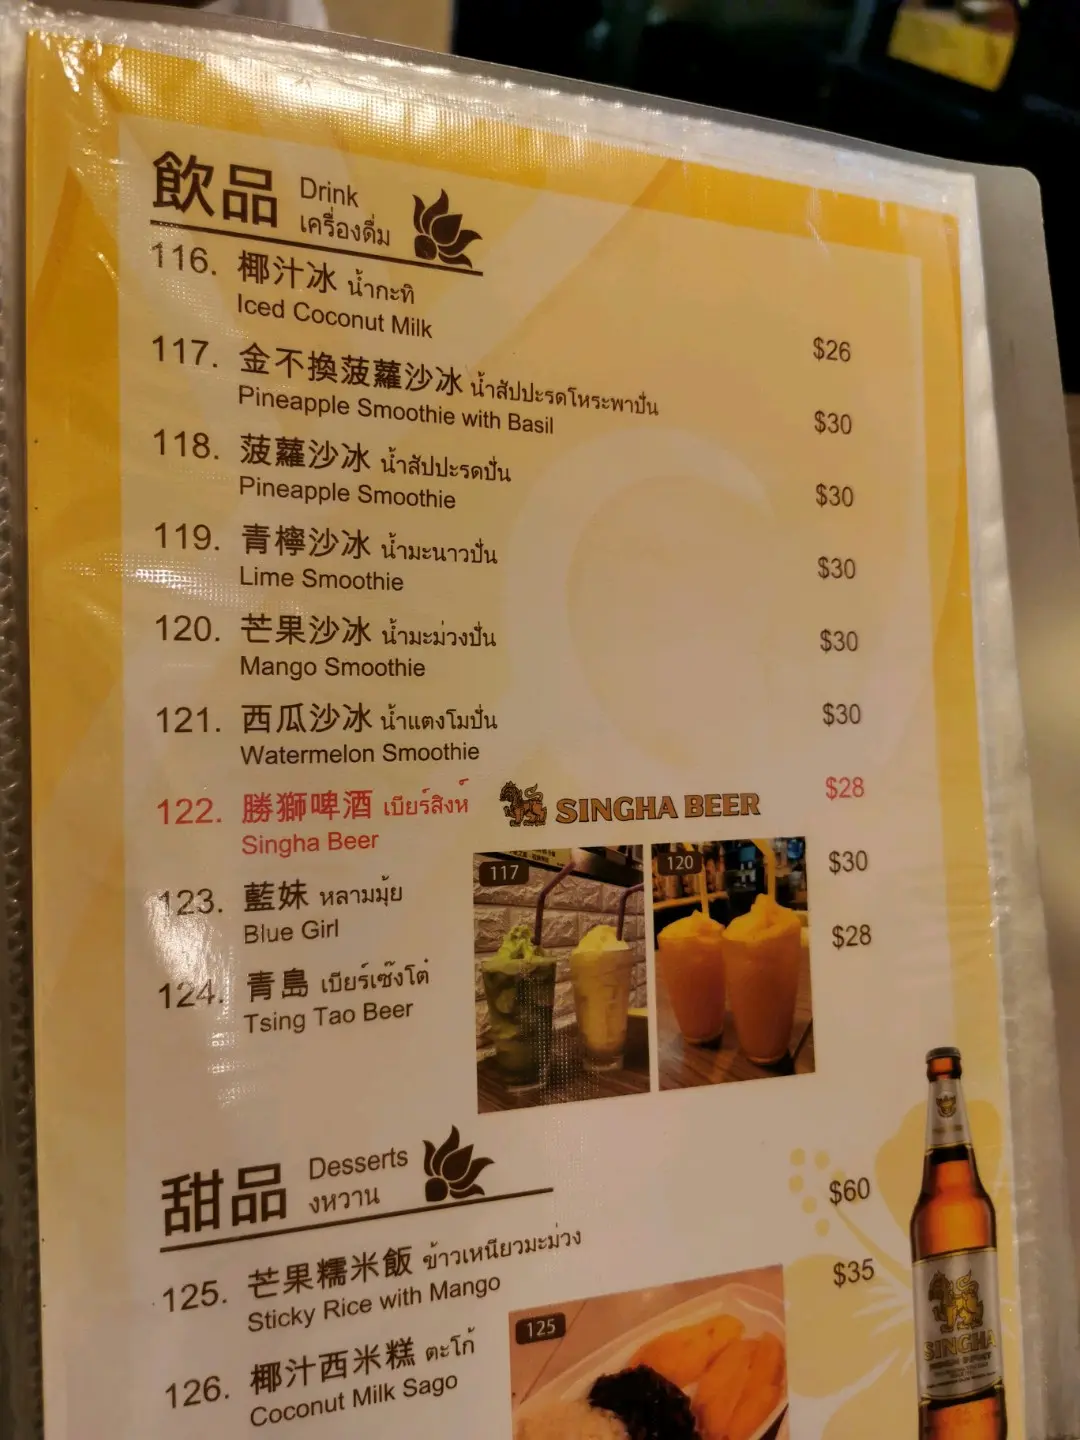 飲品 Drink
เครื่องดื่ม
116. 椰汁冰 น้ำกะทิ
Iced Coconut Milk $26
117. 金不換菠蘿沙冰 น้ำสัปปะรดโหระพาปั่น
Pineapple Smoothie with Basil $30
118. 菠蘿沙冰 น้ำสัปปะรดปั่น
Pineapple Smoothie $30
119. 青檸沙冰 น้ำมะนาวปั่น
Lime Smoothie $30
120. 芒果沙冰 น้ำมะม่วงปั่น
Mango Smoothie $30
121. 西瓜沙冰 น้ำแตงโมปั่น
Watermelon Smoothie $30
122. 勝獅啤酒 เบียร์สิงห์ SINGHA BEER $28
Singha Beer
117
120
123. 藍妹 หลามมุ้ย $30
Blue Girl
124. 青島 เบียร์เซ๊งโต๋ $28
Tsing Tao Beer
甜品 Desserts
งหวาน
125. 芒果糯米飯 ข้าวเหนียวมะม่วง $60
Sticky Rice with Mango
126. 椰汁西米糕 ตะโก้ $35
Coconut Milk Sago
125
SINGHA